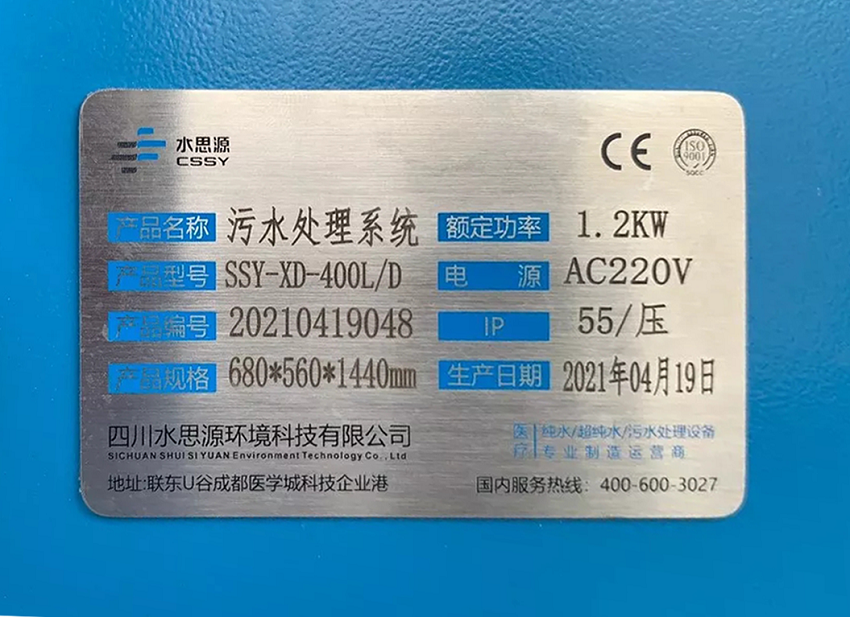 水思源
CSSY
CE
ISO
9001
SQCC
产品名称 污水处理系统 额定功率 1.2KW
产品型号 SSY-XD-400L/D 电源 AC220V
产品编号 20210419048 IP 55/压
产品规格 680*560*1440mm 生产日期 2021年04月19日
四川水思源环境科技有限公司
SICHUAN SHUI SI YUAN Environment Technology Co., Ltd
医疗 纯水/超纯水/污水处理设备
专业制造运营商
地址:联东U谷成都医学城科技企业港 国内服务热线: 400-600-3027